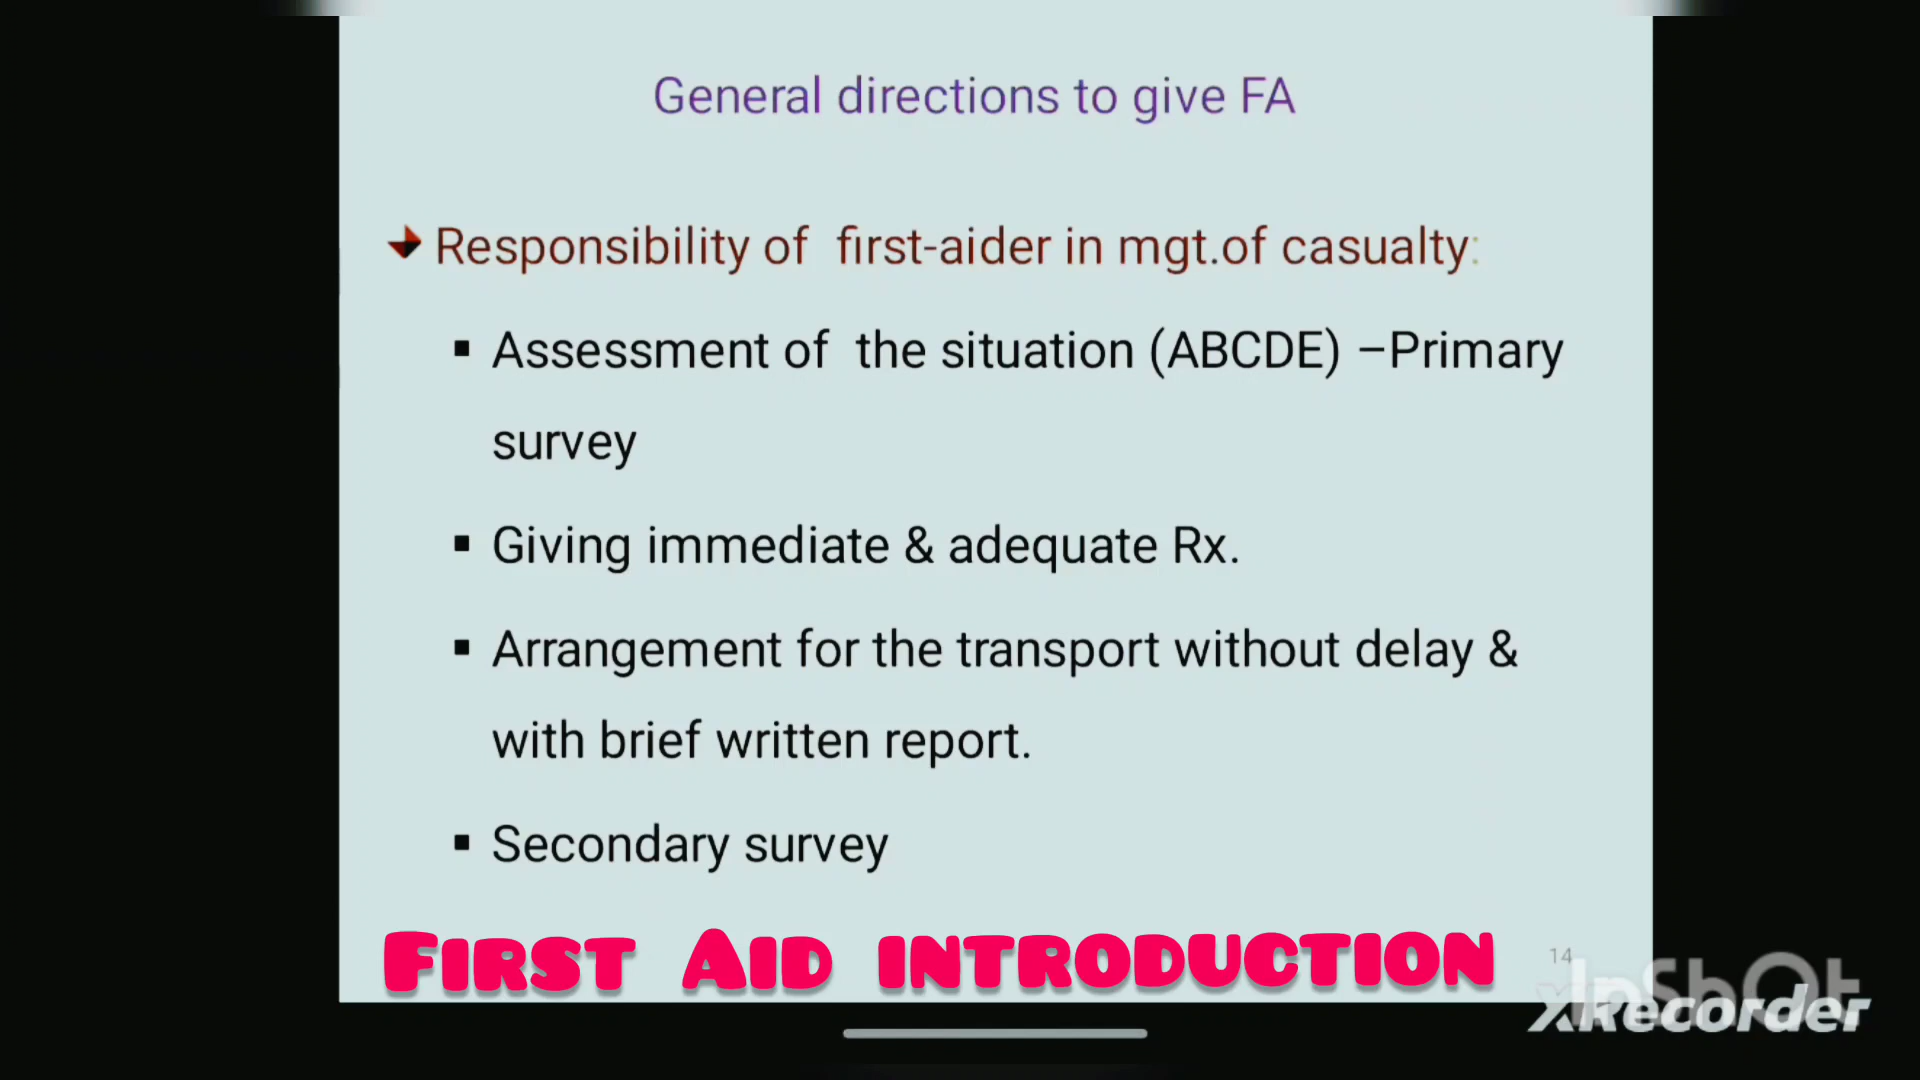 General directions to give FA
Responsibility of first-aider in mgt.of casualty:
▪ Assessment of the situation (ABCDE) –Primary
survey
▪ Giving immediate & adequate Rx.
▪ Arrangement for the transport without delay &
with brief written report.
▪ Secondary survey
FIRST AID INTRODUCTION
14
InShOt
XRecorder